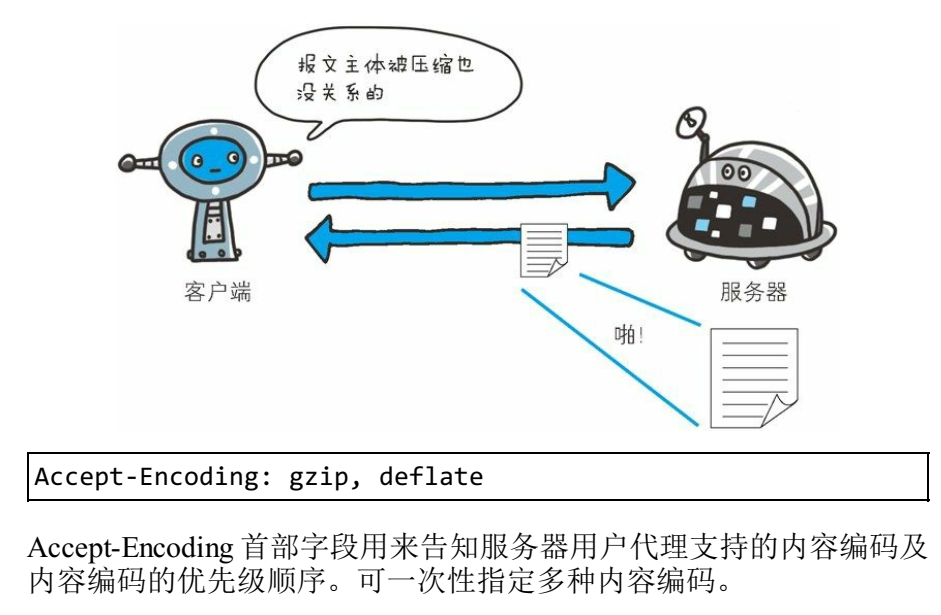 报文主体被压缩也
没关系的
客户端
服务器
啪！
Accept-Encoding: gzip, deflate
Accept-Encoding 首部字段用来告知服务器用户代理支持的内容编码及
内容编码的优先级顺序。可一次性指定多种内容编码。